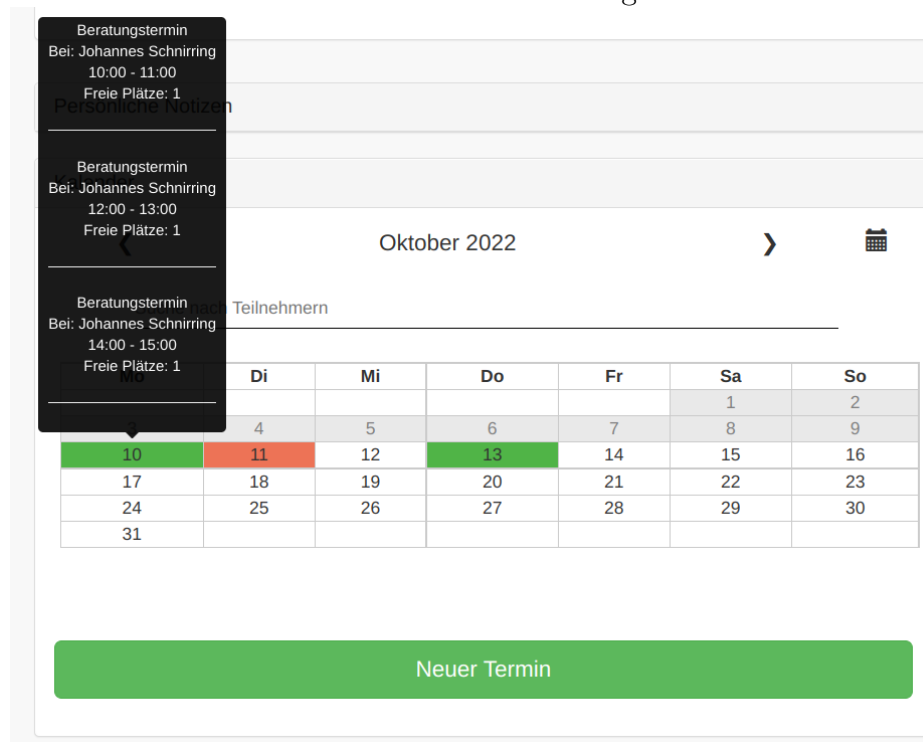 Beratungstermin
Bei: Johannes Schnirring
10:00 - 11:00
Freie Plätze: 1
Persönliche Notizen
Beratungstermin
Bei: Johannes Schnirring
12:00 - 13:00
Freie Plätze: 1
Kalender
❮ Oktober 2022 ❯
Beratungstermin
Bei: Johannes Schnirring
14:00 - 15:00
Freie Plätze: 1
Suche nach Teilnehmern
Mo Di Mi Do Fr Sa So
1 2
3 4 5 6 7 8 9
10 11 12 13 14 15 16
17 18 19 20 21 22 23
24 25 26 27 28 29 30
31
Neuer Termin